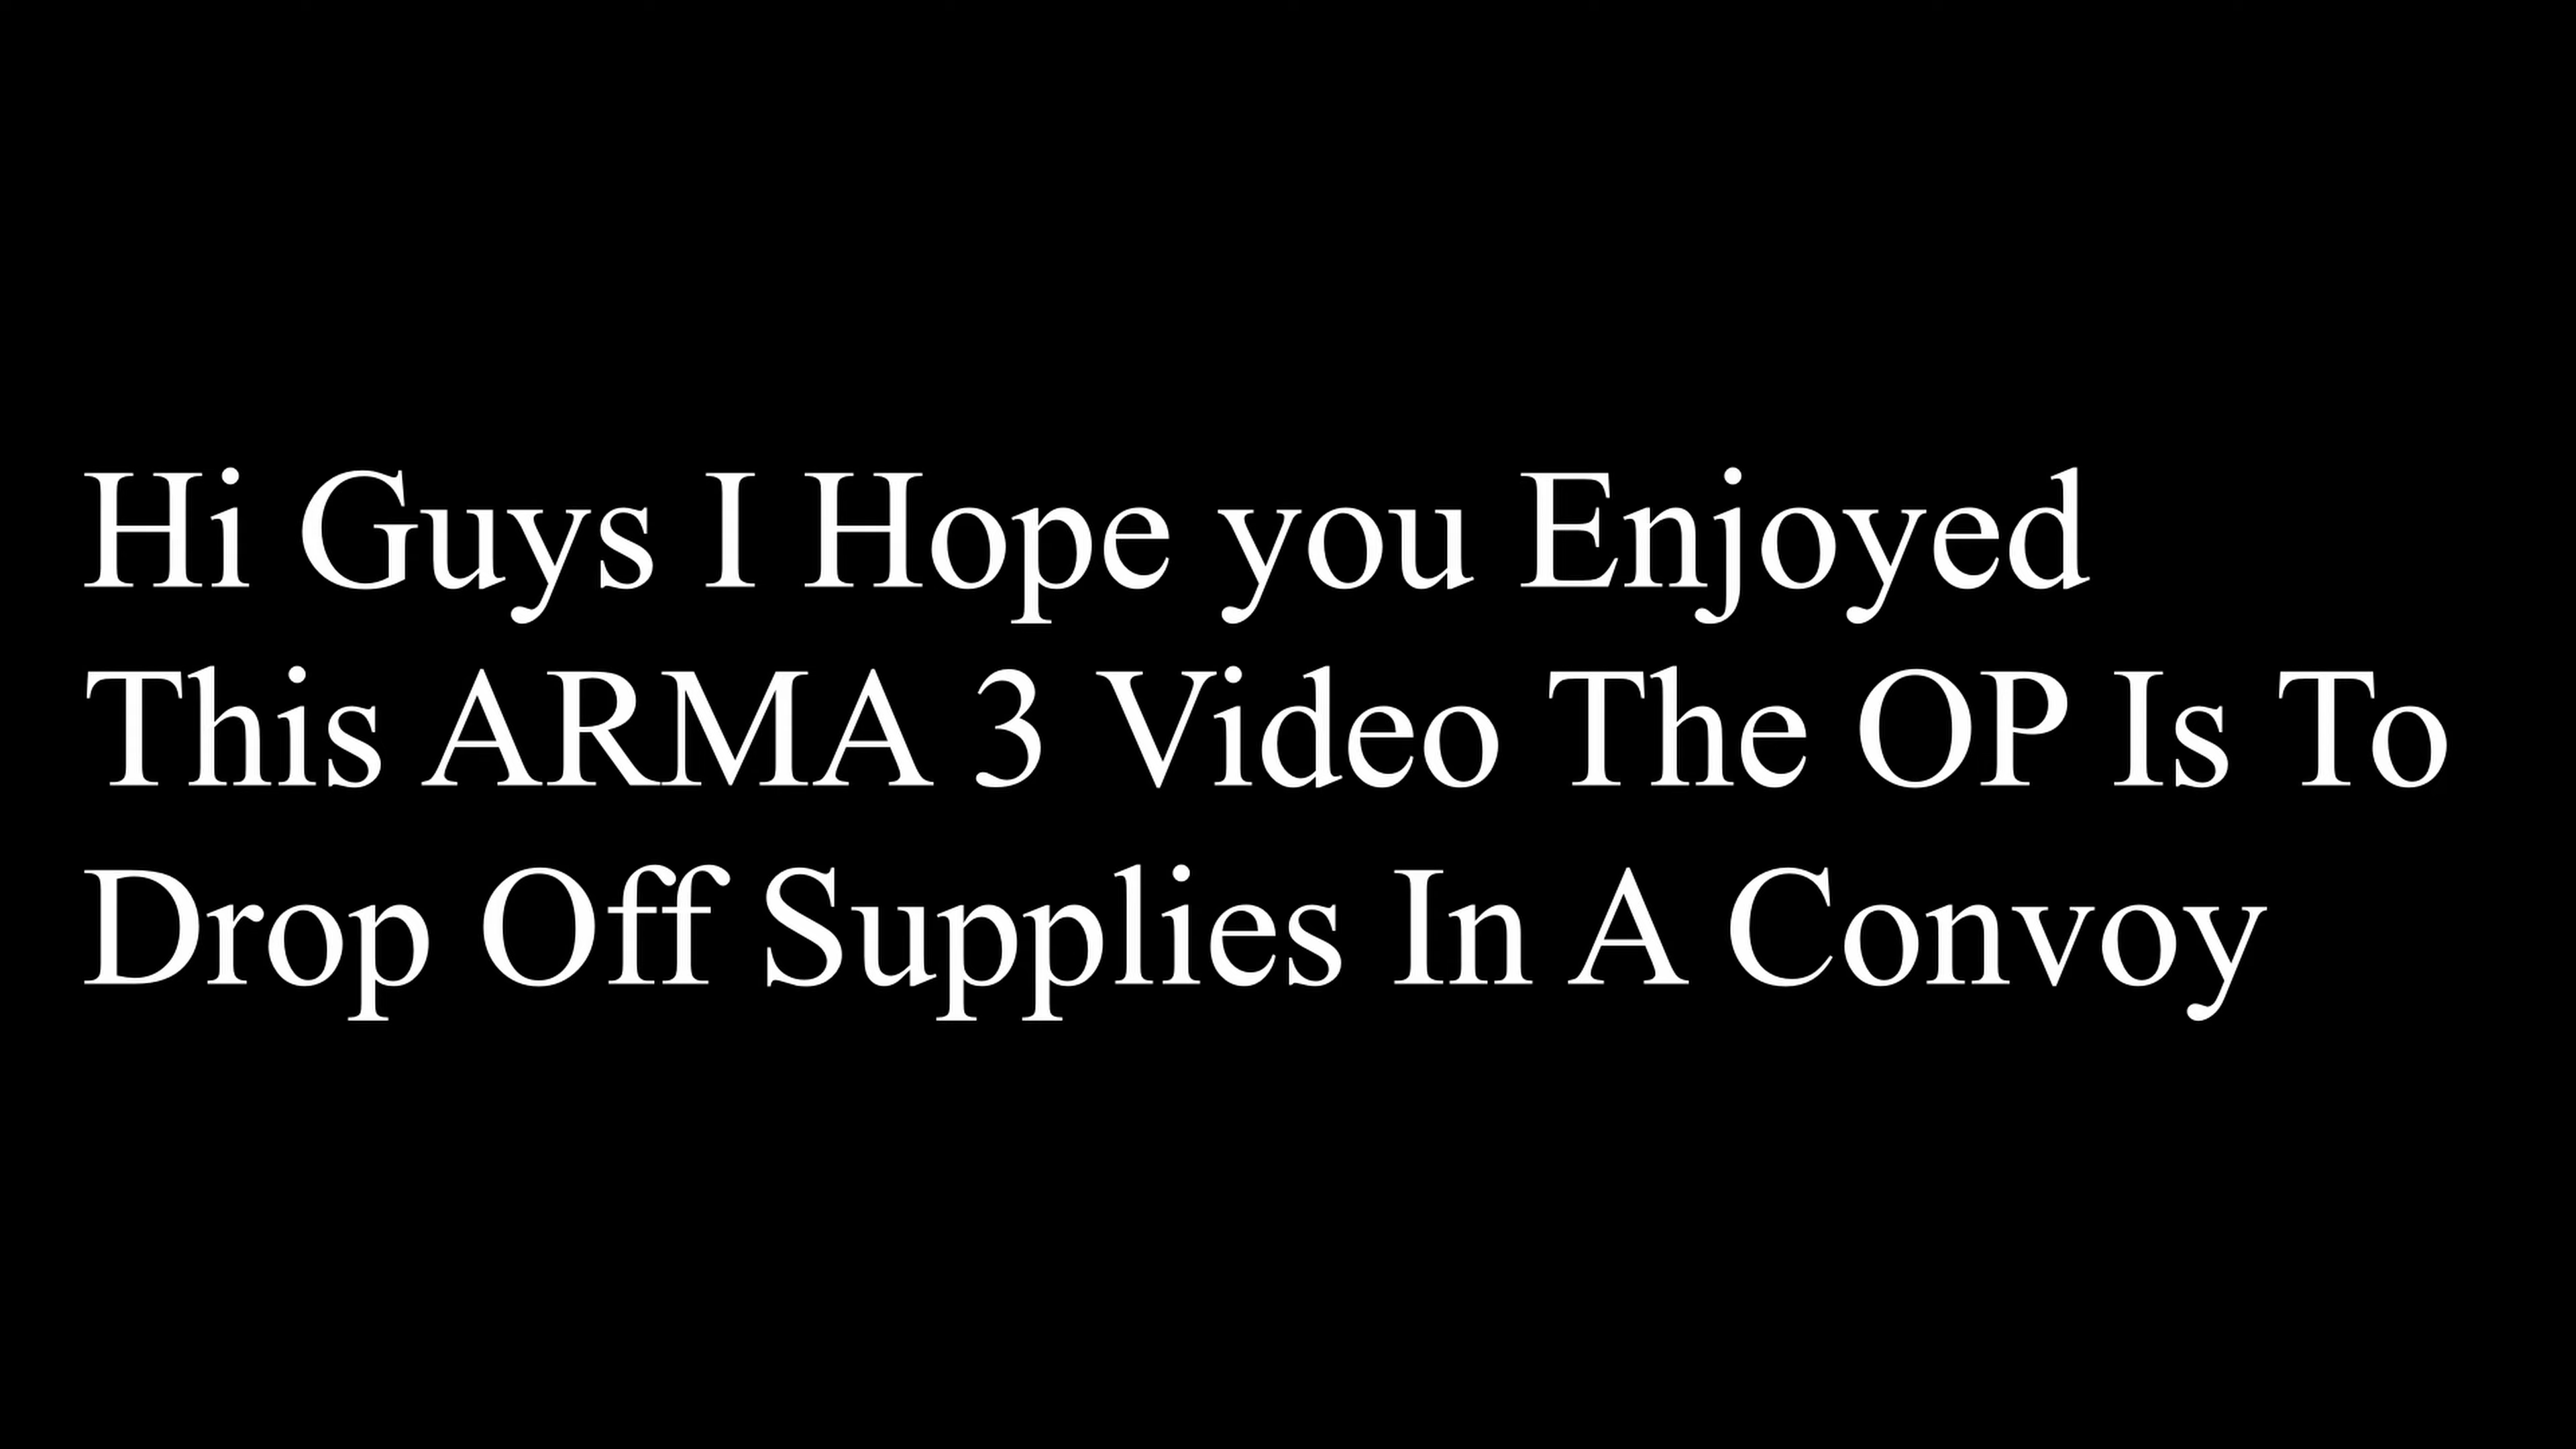 Hi Guys I Hope you Enjoyed
This ARMA 3 Video The OP Is To
Drop Off Supplies In A Convoy